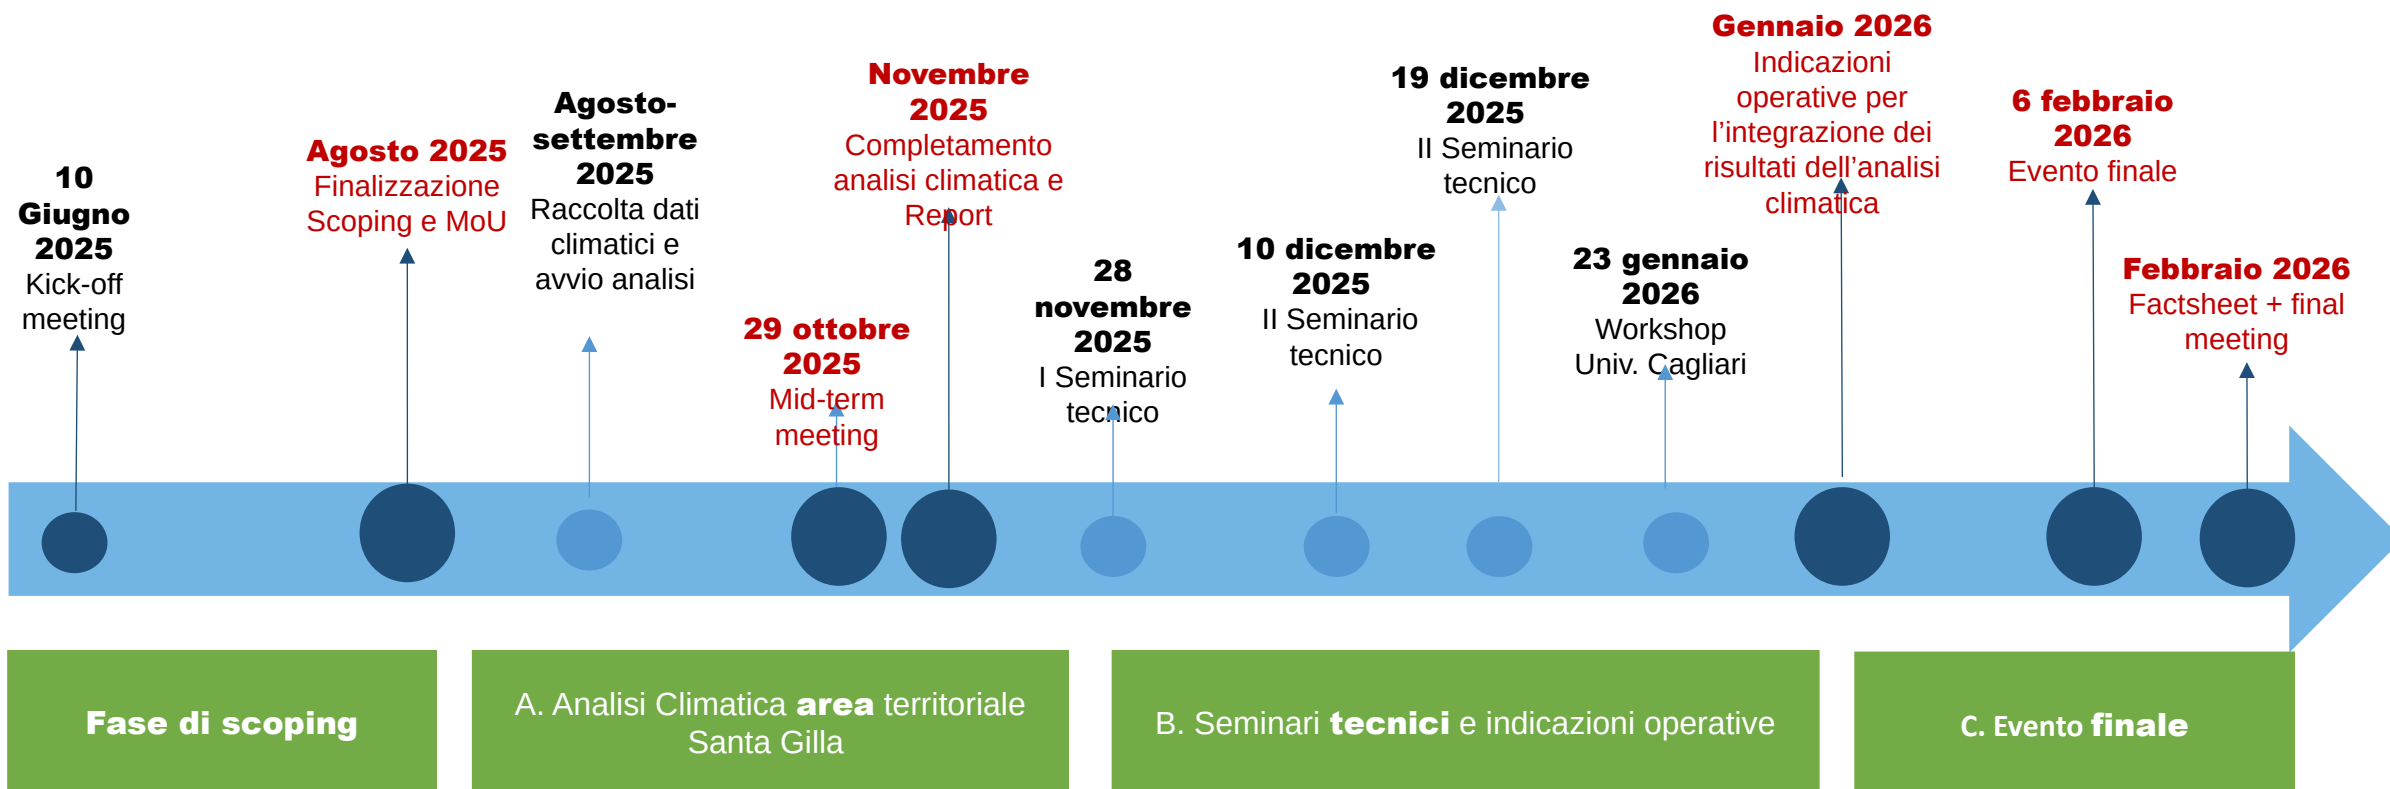 10
Giugno
2025
Kick-off
meeting
Agosto 2025
Finalizzazione
Scoping e MoU
Agosto-
settembre
2025
Raccolta dati
climatici e
avvio analisi
29 ottobre
2025
Mid-term
meeting
Novembre
2025
Completamento
analisi climatica e
Report
28
novembre
2025
I Seminario
tecnico
10 dicembre
2025
II Seminario
tecnico
19 dicembre
2025
II Seminario
tecnico
23 gennaio
2026
Workshop
Univ. Cagliari
Gennaio 2026
Indicazioni
operative per
l’integrazione dei
risultati dell’analisi
climatica
6 febbraio
2026
Evento finale
Febbraio 2026
Factsheet + final
meeting
Fase di scoping
A. Analisi Climatica area territoriale
Santa Gilla
B. Seminari tecnici e indicazioni operative
C. Evento finale